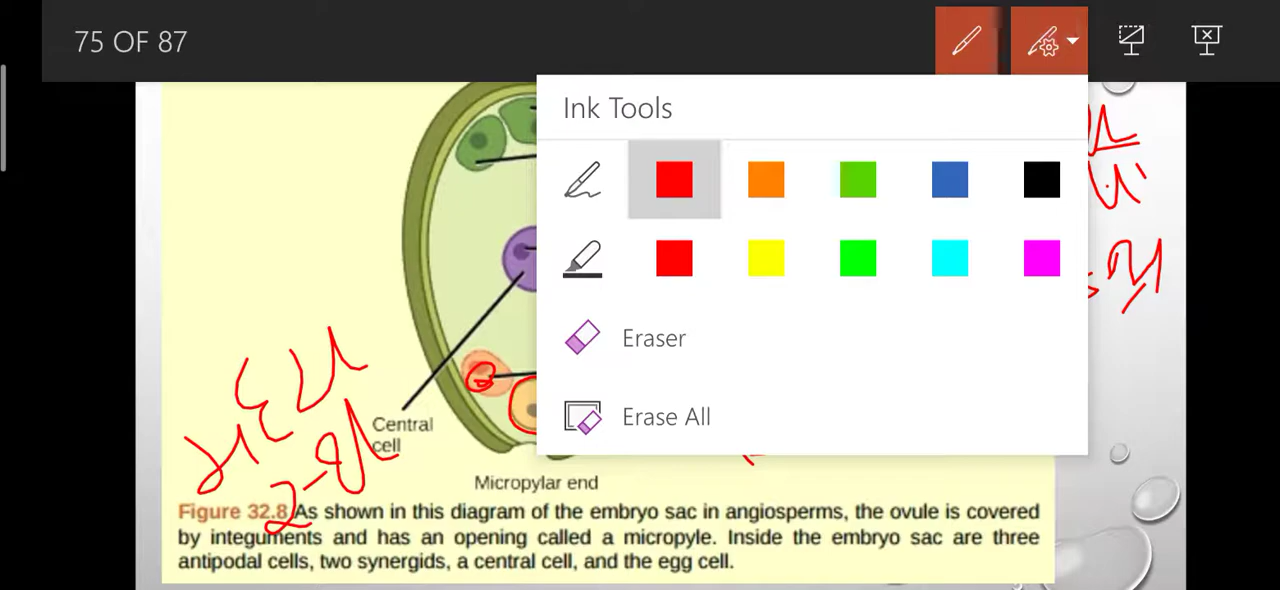 75 OF 87
Ink Tools
Eraser
Erase All
Central
cell
Micropylar end
Figure 32.8 As shown in this diagram of the embryo sac in angiosperms, the ovule is covered
by integuments and has an opening called a micropyle. Inside the embryo sac are three
antipodal cells, two synergids, a central cell, and the egg cell.